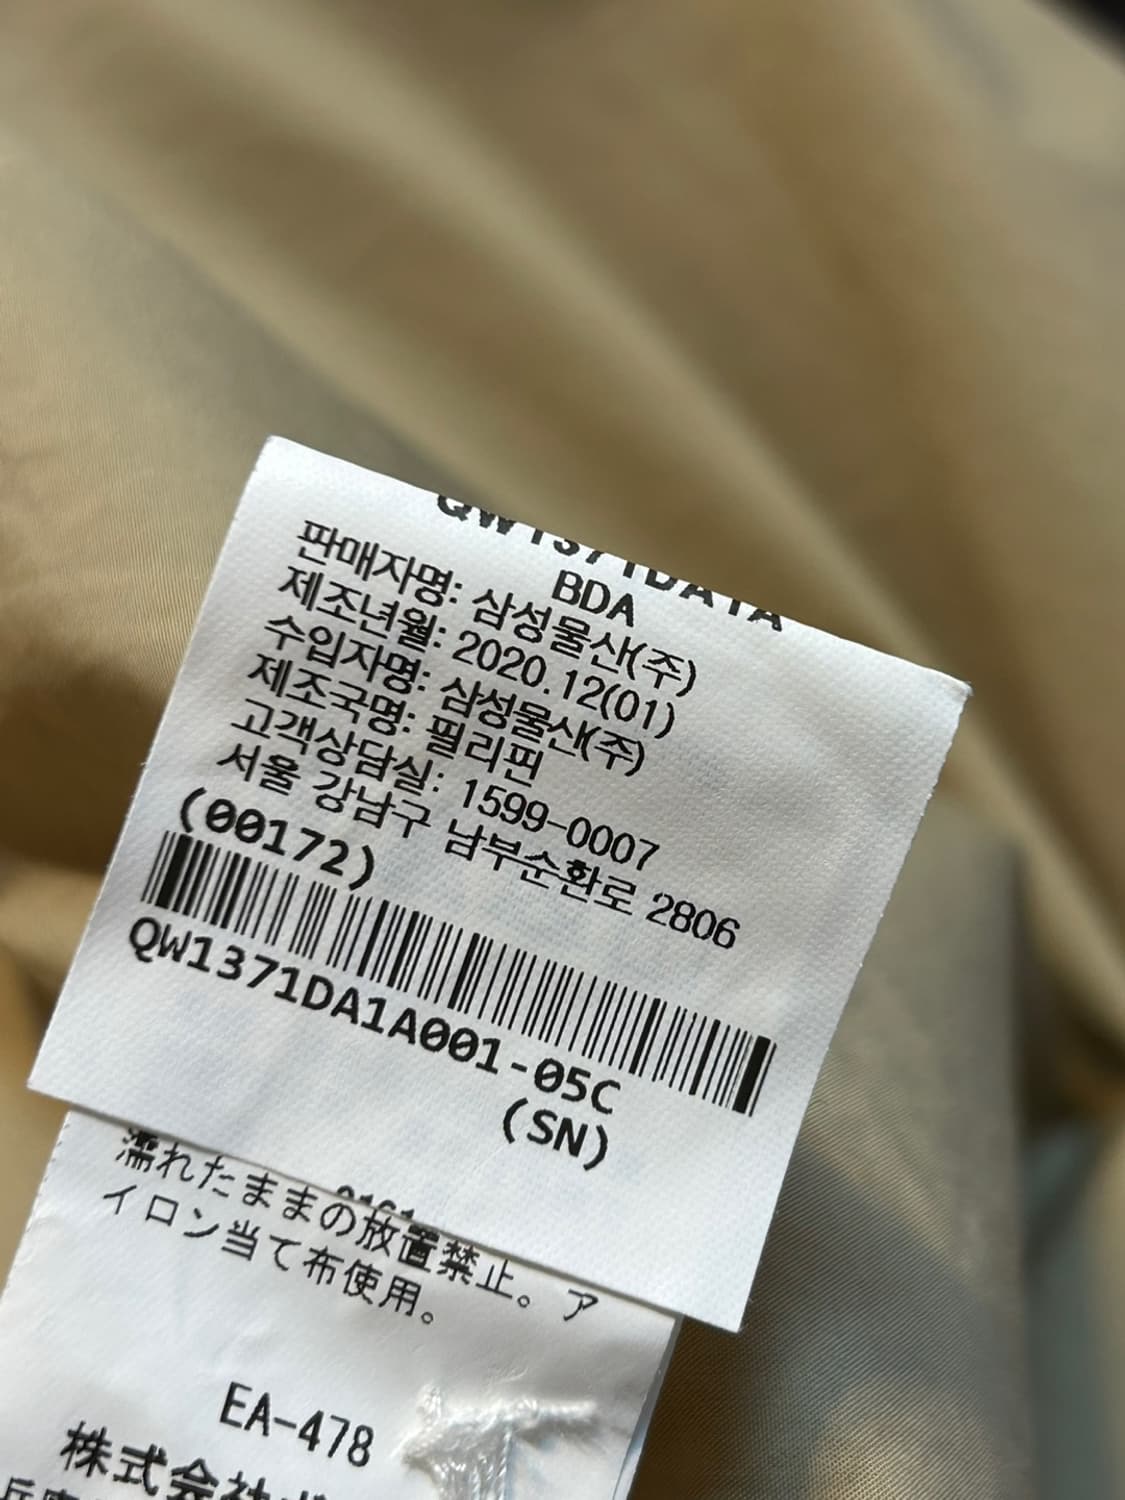 QW1371DA1A
BDA
판매자명: 삼성물산(주)
제조년월: 2020.12(01)
수입자명: 삼성물산(주)
제조국명: 필리핀
고객상담실: 1599-0007
서울 강남구 남부순환로 2806
(00172)
QW1371DA1A001-05C
(SN)
濡れたままの放置禁止。ア
イロン当て布使用。
EA-478
株式会社